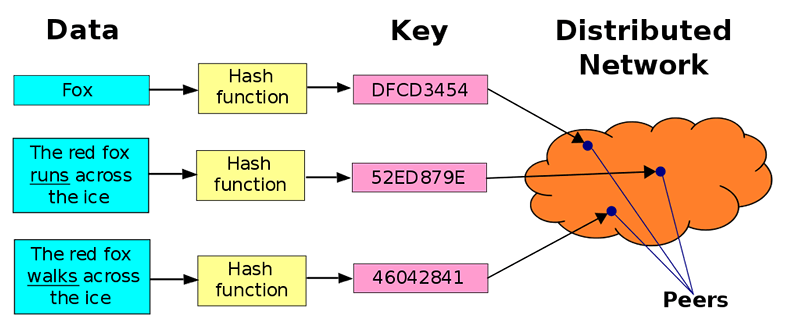 Data
Key
Distributed
Network
Fox
Hash
function
DFCD3454
The red fox
runs across
the ice
Hash
function
52ED879E
The red fox
walks across
the ice
Hash
function
46042841
Peers